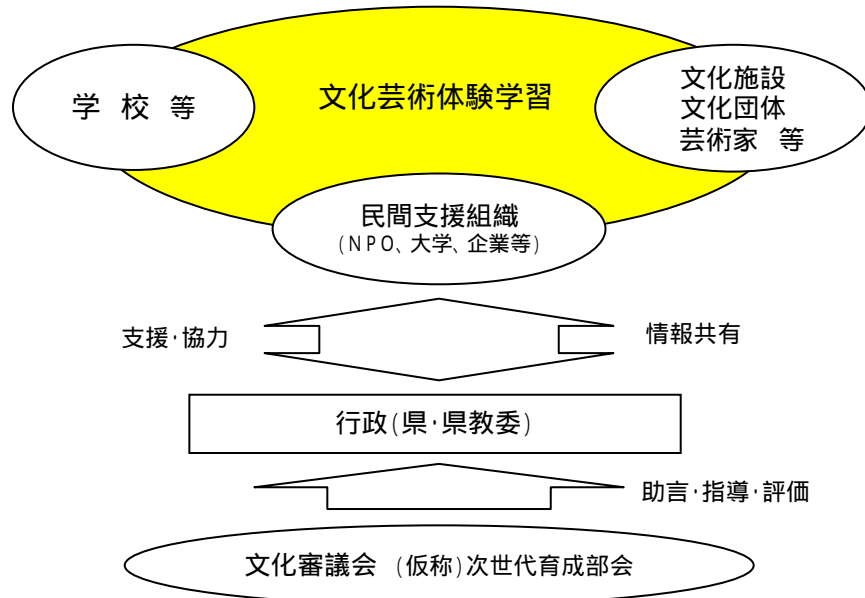 学 校 等
文化芸術体験学習
文化施設
文化団体
芸術家 等
民間支援組織
(NPO、大学、企業等)
支援・協力
情報共有
行政(県・県教委)
助言・指導・評価
文化審議会 (仮称)次世代育成部会